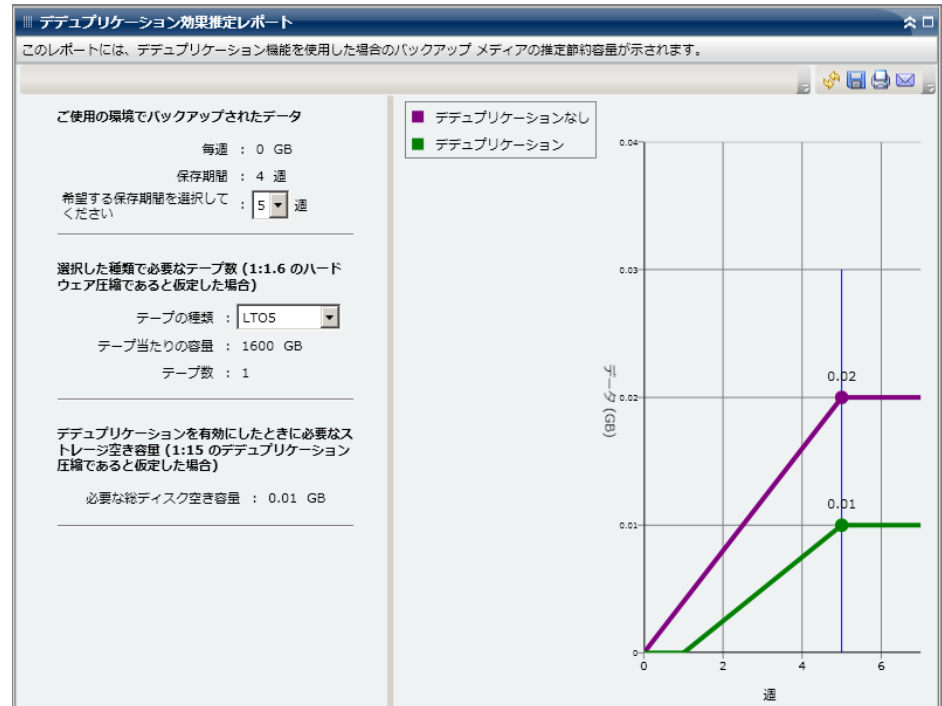 デデュプリケーション効果推定レポート
このレポートには、デデュプリケーション機能を使用した場合のバックアップ メディアの推定節約容量が示されます。
ご使用の環境でバックアップされたデータ
毎週 : 0 GB
保存期間 : 4 週
希望する保存期間を選択して
ください : 5 週
選択した種類で必要なテープ数 (1:1.6 のハード
ウェア圧縮であると仮定した場合)
テープの種類 : LTO5
テープ当たりの容量 : 1600 GB
テープ数 : 1
デデュプリケーションを有効にしたときに必要なス
トレージ空き容量 (1:15 のデデュプリケーション
圧縮であると仮定した場合)
必要な総ディスク空き容量 : 0.01 GB
デデュプリケーションなし
デデュプリケーション
0.04
0.03
0.02
0.01
0
データ (GB)
0.02
0.01
0 2 4 6
週